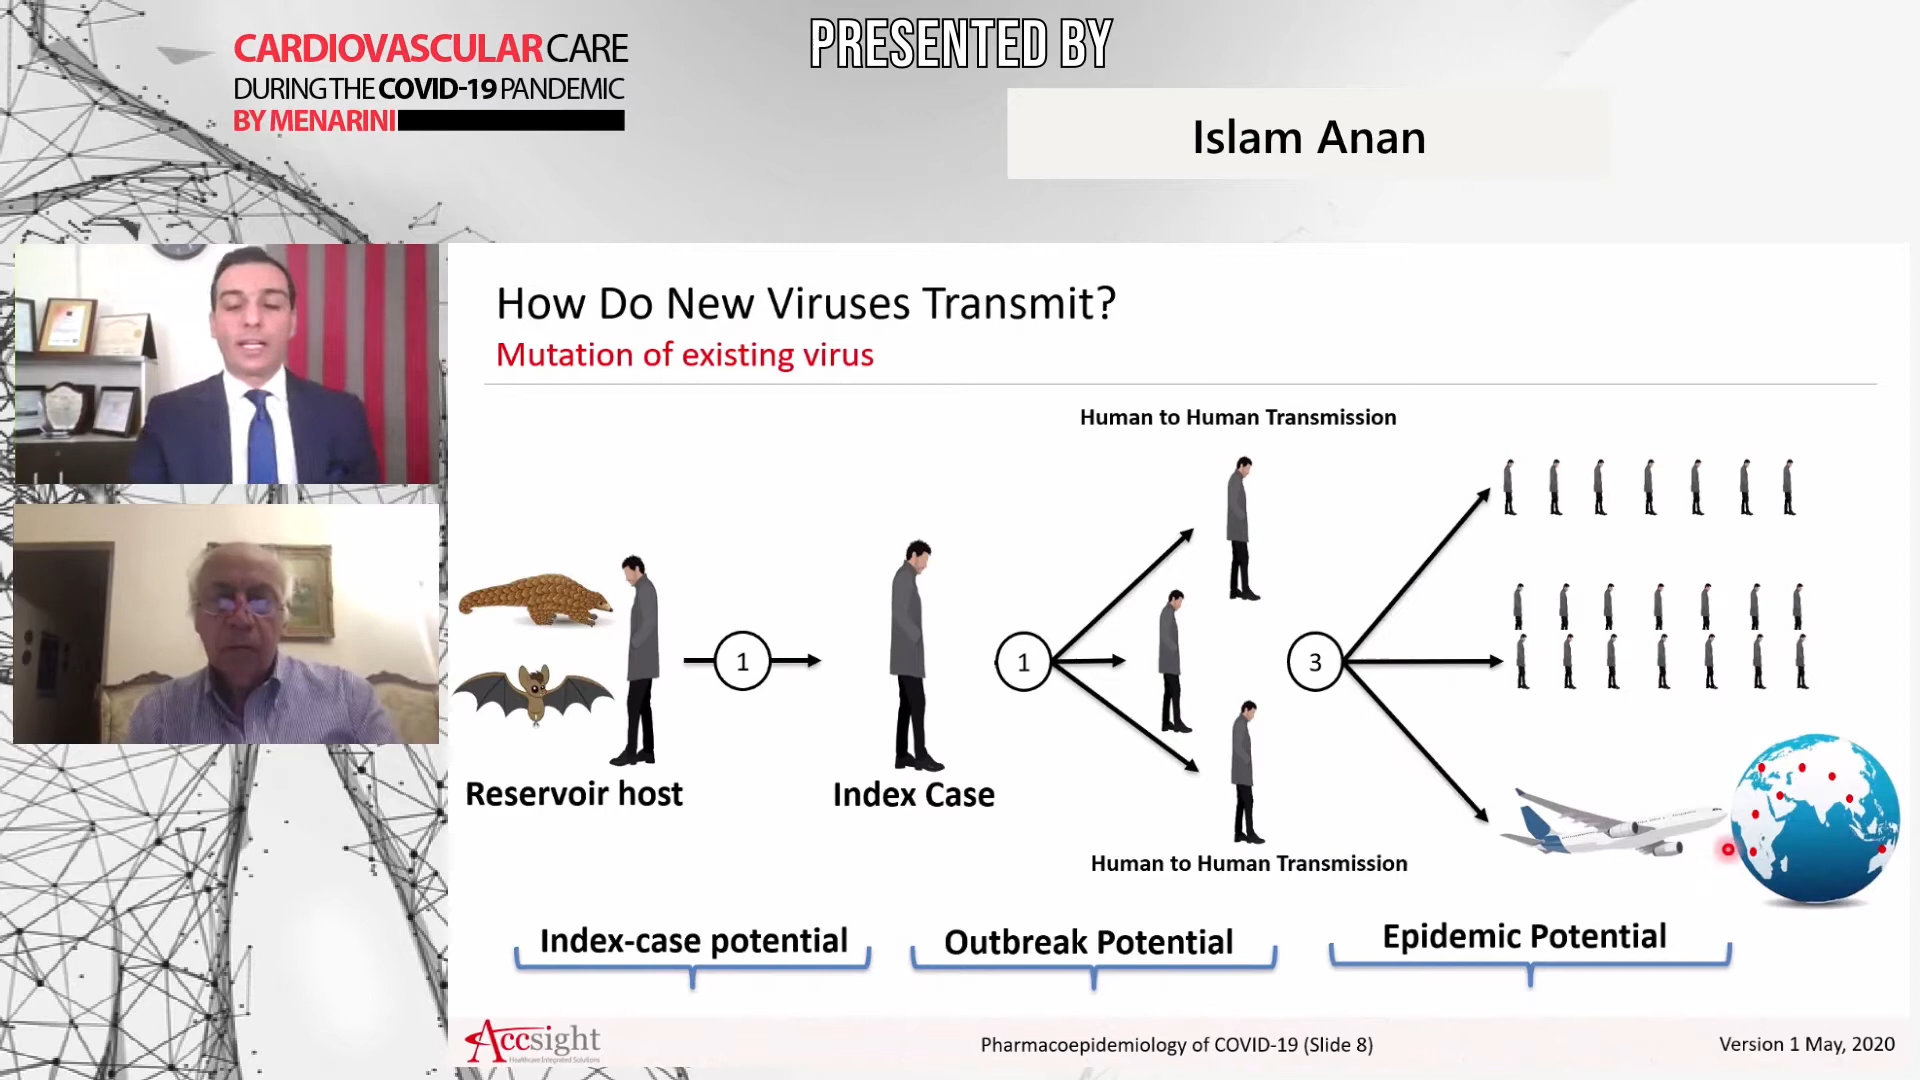 CARDIOVASCULAR CARE
DURING THE COVID-19 PANDEMIC
BY MENARINI
PRESENTED BY
Islam Anan
How Do New Viruses Transmit?
Mutation of existing virus
Human to Human Transmission
1
1
3
Reservoir host
Index Case
Human to Human Transmission
Index-case potential
Outbreak Potential
Epidemic Potential
Accsight
Healthcare Integrated Solutions
Pharmacoepidemiology of COVID-19 (Slide 8)
Version 1 May, 2020